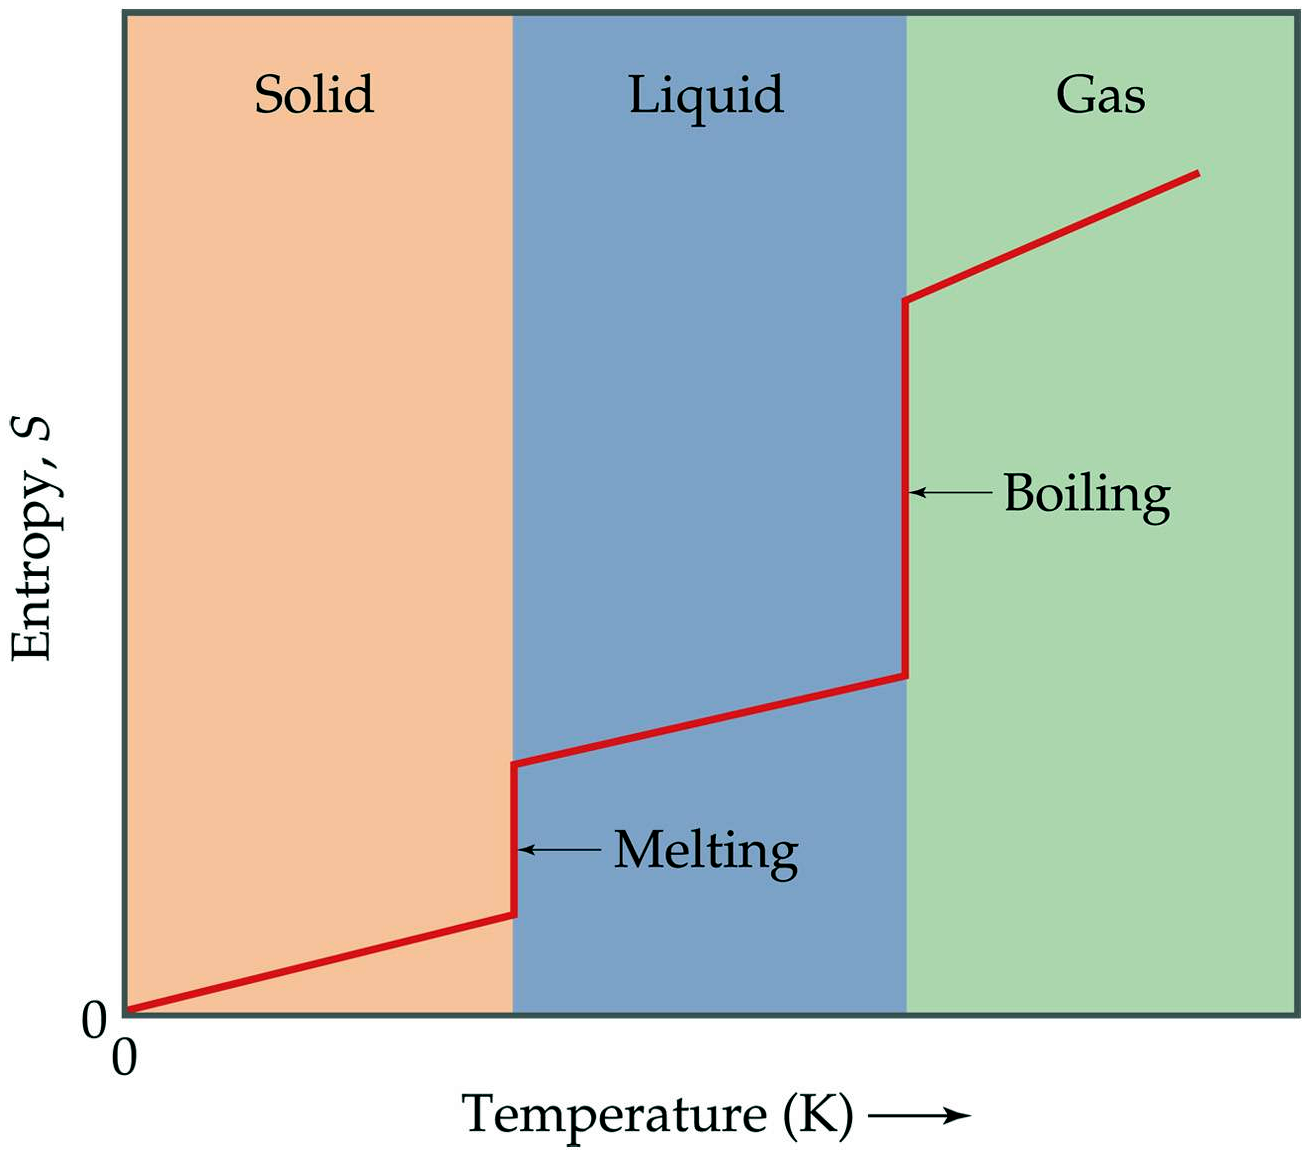 Solid
Liquid
Gas
Entropy, S
Boiling
Melting
0
0
Temperature (K)